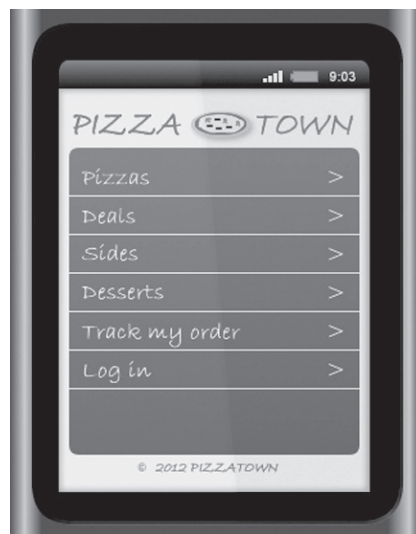 9:03
PIZZA TOWN
Pizzas >
Deals >
Sides >
Desserts >
Track my order >
Log in >
© 2012 PIZZATOWN